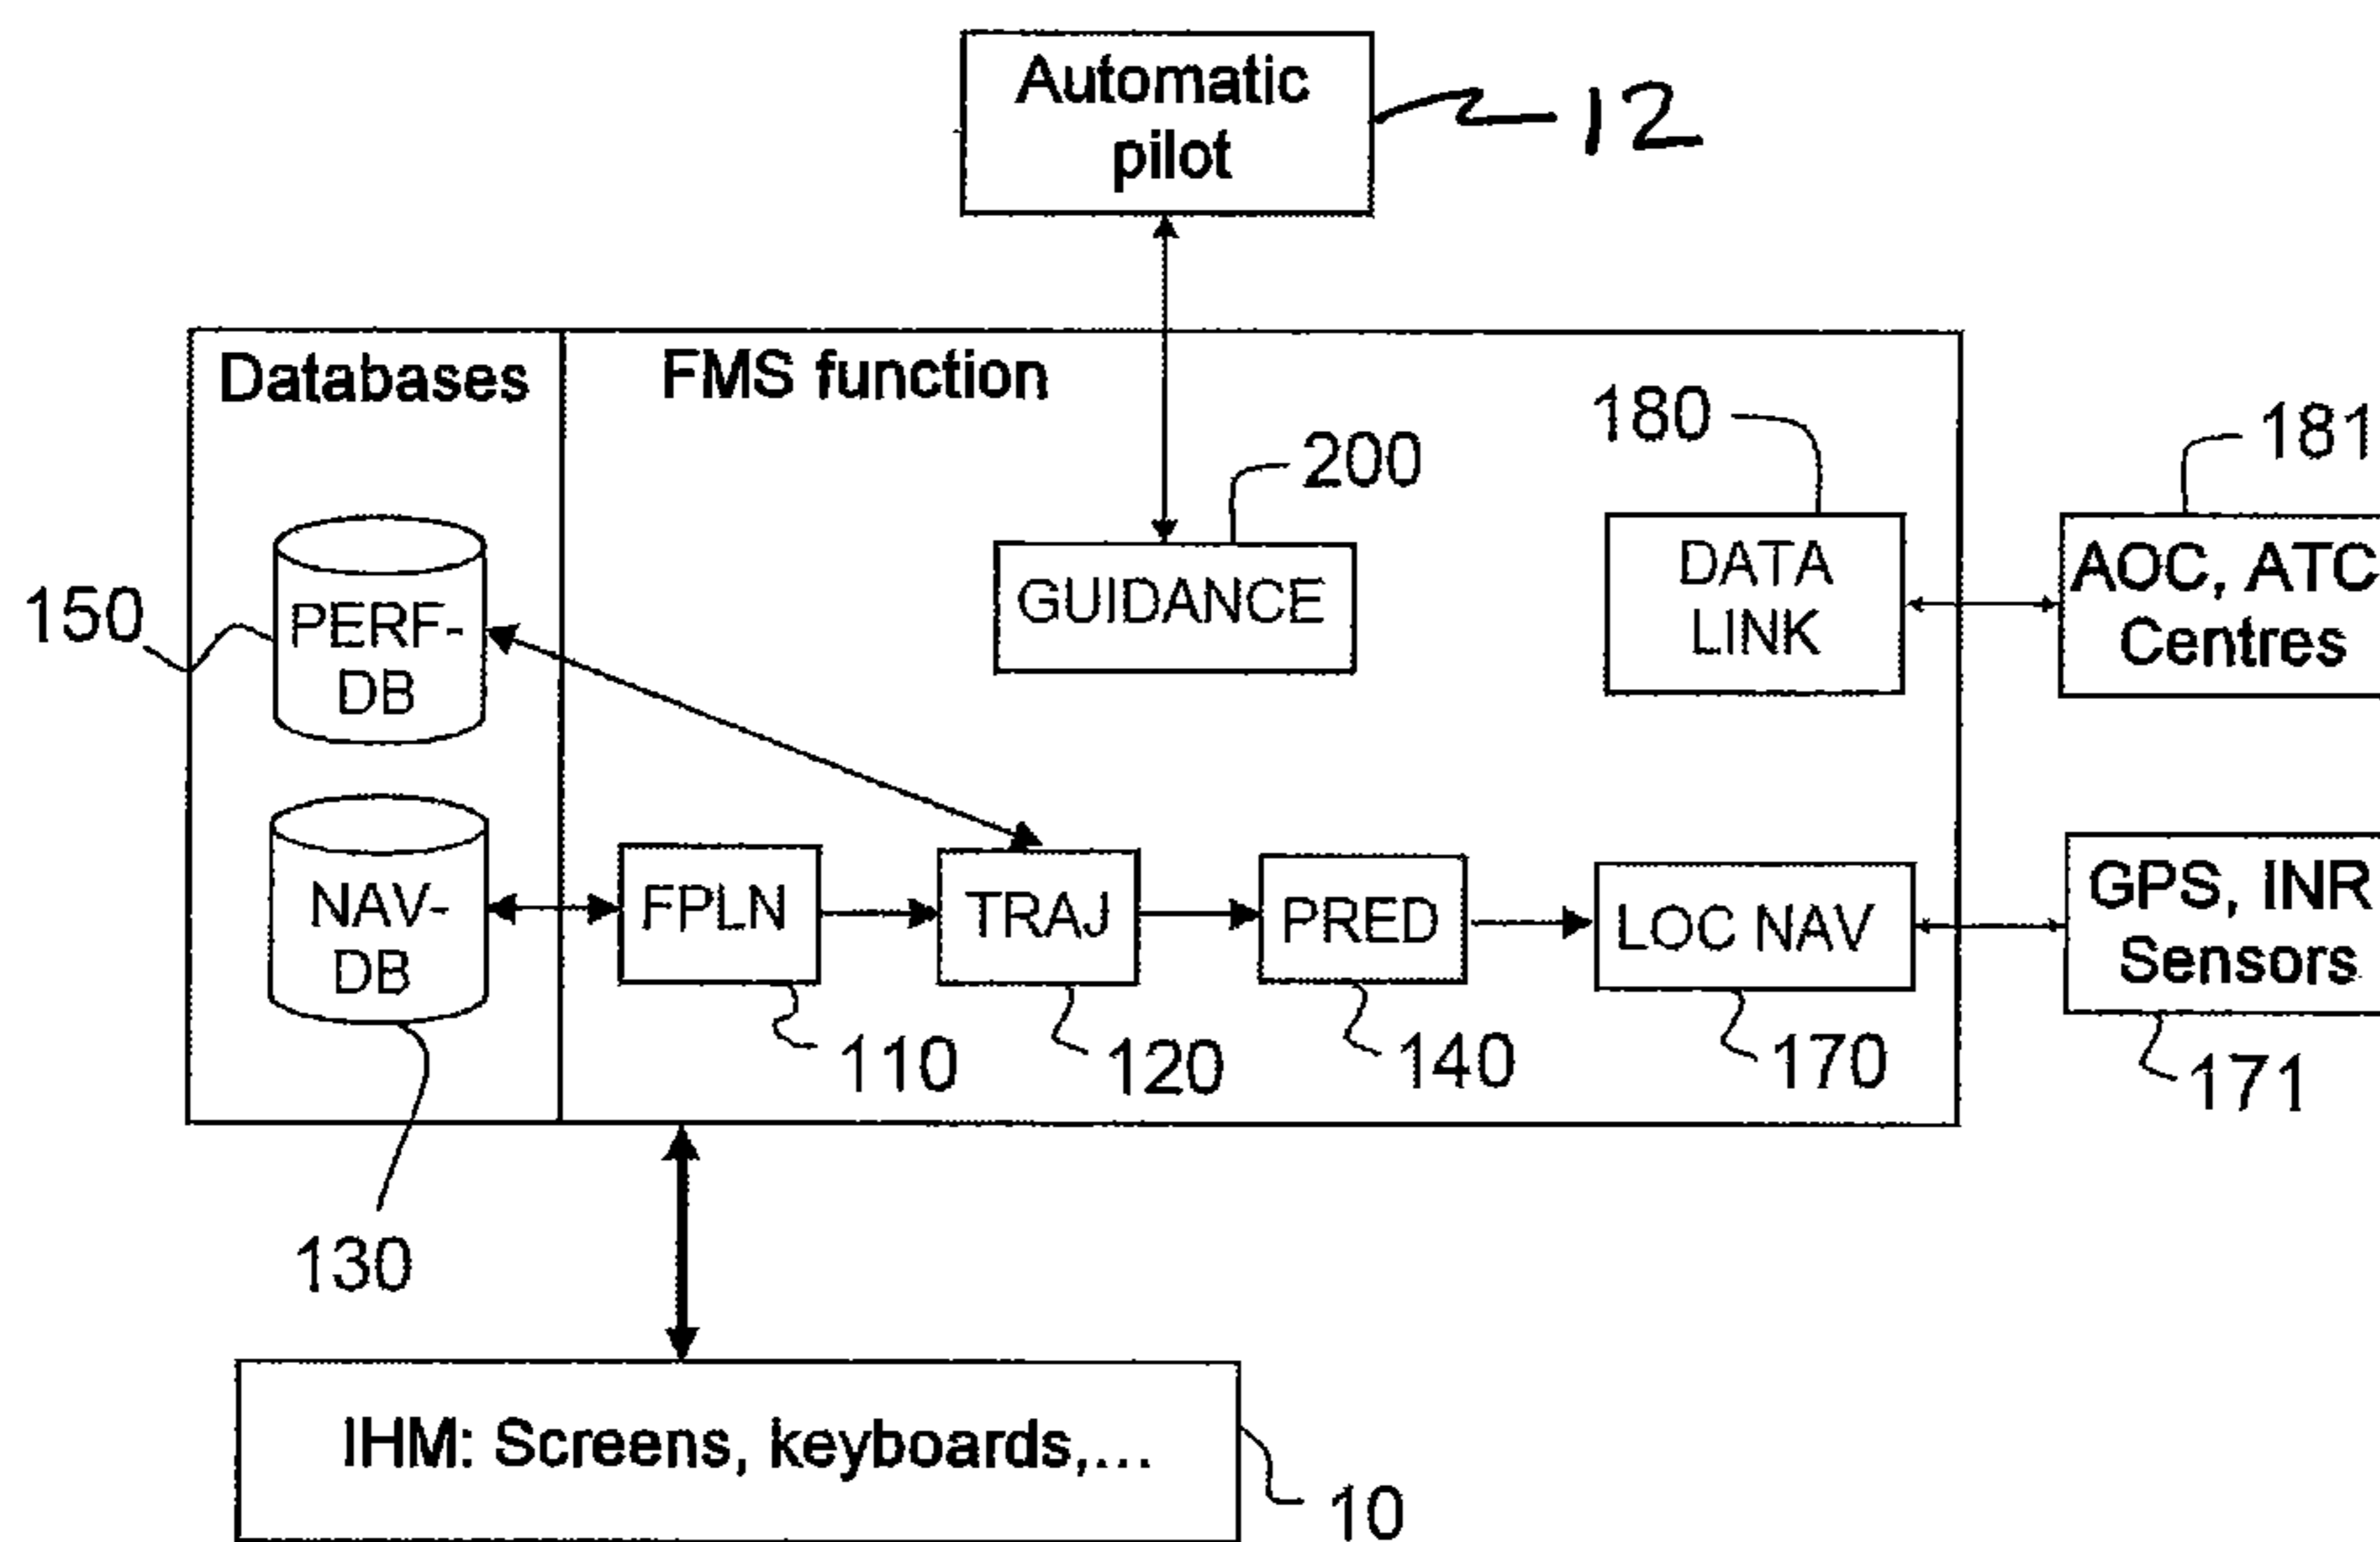 Automatic
pilot
12
Databases
FMS function
180
181
200
150
PERF-
DB
GUIDANCE
DATA
LINK
AOC, ATC
Centres
NAV-
DB
FPLN
TRAJ
PRED
LOC NAV
GPS, INR
Sensors
110
120
140
170
171
130
IHM: Screens, keyboards,...
10